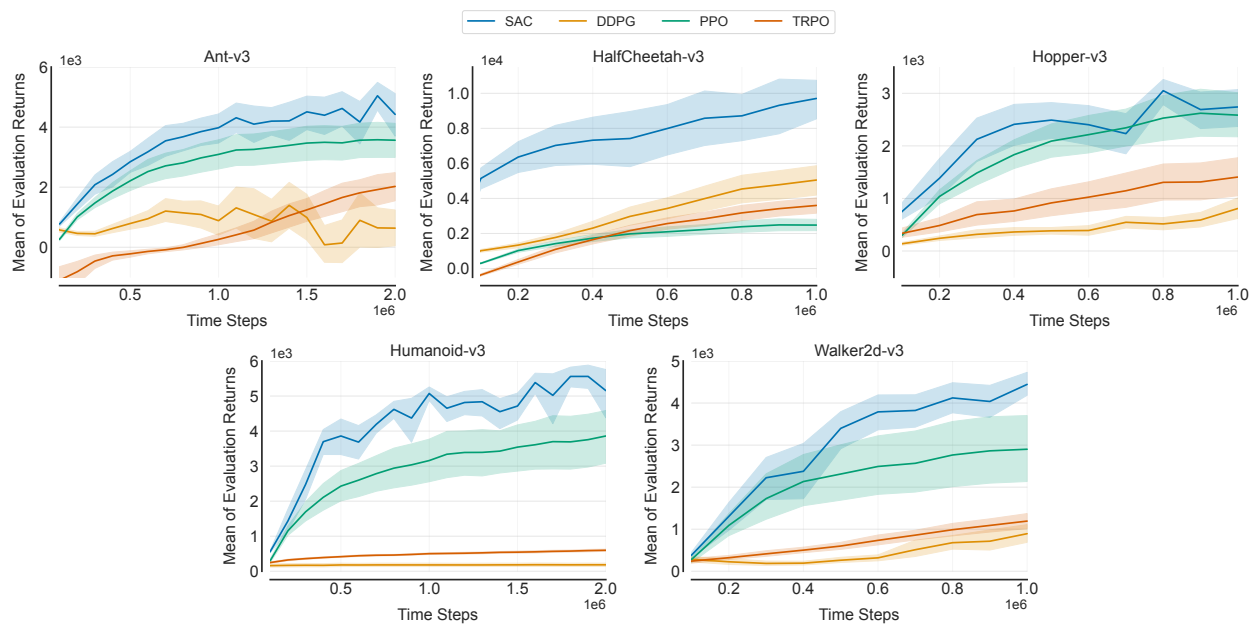 SAC DDPG PPO TRPO
Ant-v3
1e3
Mean of Evaluation Returns
6
4
2
0
0.5 1.0 1.5 2.0
1e6
Time Steps
HalfCheetah-v3
1e4
Mean of Evaluation Returns
1.0
0.8
0.6
0.4
0.2
0.0
0.2 0.4 0.6 0.8 1.0
1e6
Time Steps
Hopper-v3
1e3
Mean of Evaluation Returns
3
2
1
0
0.2 0.4 0.6 0.8 1.0
1e6
Time Steps
Humanoid-v3
1e3
Mean of Evaluation Returns
6
5
4
3
2
1
0
0.5 1.0 1.5 2.0
1e6
Time Steps
Walker2d-v3
1e3
Mean of Evaluation Returns
5
4
3
2
1
0
0.2 0.4 0.6 0.8 1.0
1e6
Time Steps